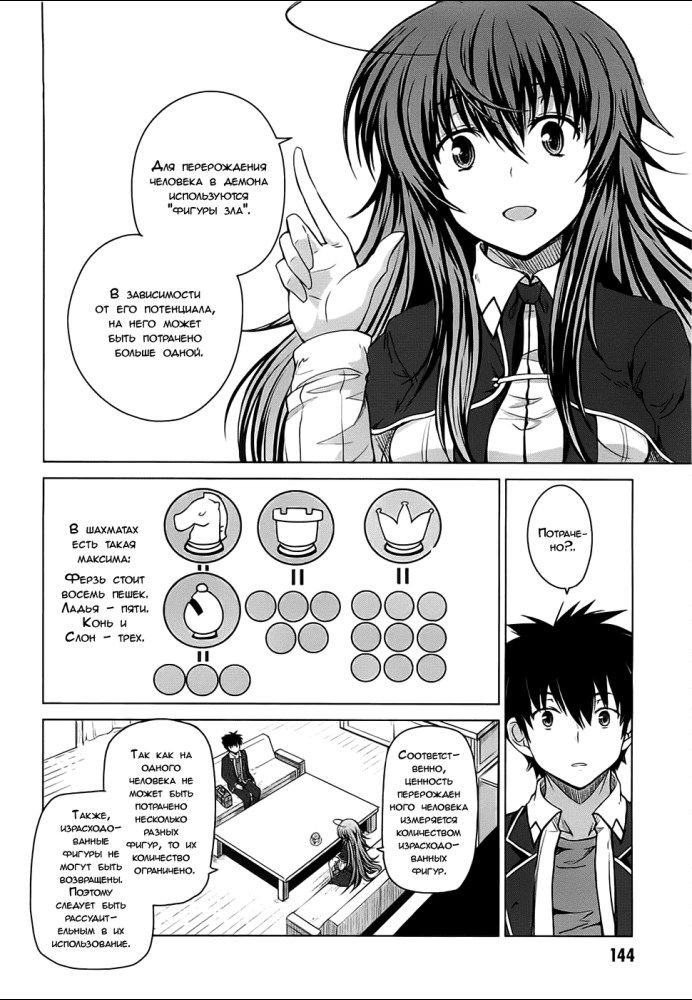 Для перерождения
человека в демона
используются
"фигуры зла".
В зависимости
от его потенциала,
на него может
быть потрачено
больше одной.
В шахматах
есть такая
максима:
Ферзь стоит
восемь пешек.
Ладья – пяти.
Конь и
Слон – трех.
Потраче-
но?..
Соответст-
венно,
ценность
перерожден
ного человека
измеряется
количеством
израсходо-
ванных
фигур.
Так как на
одного
человека не
может быть
потрачено
несколько
разных
фигур, то их
количество
ограничено.
Также,
израсходо-
ванные
фигуры не
могут быть
возвращены.
Поэтому
следует быть
рассуди-
тельным в их
использование.
144